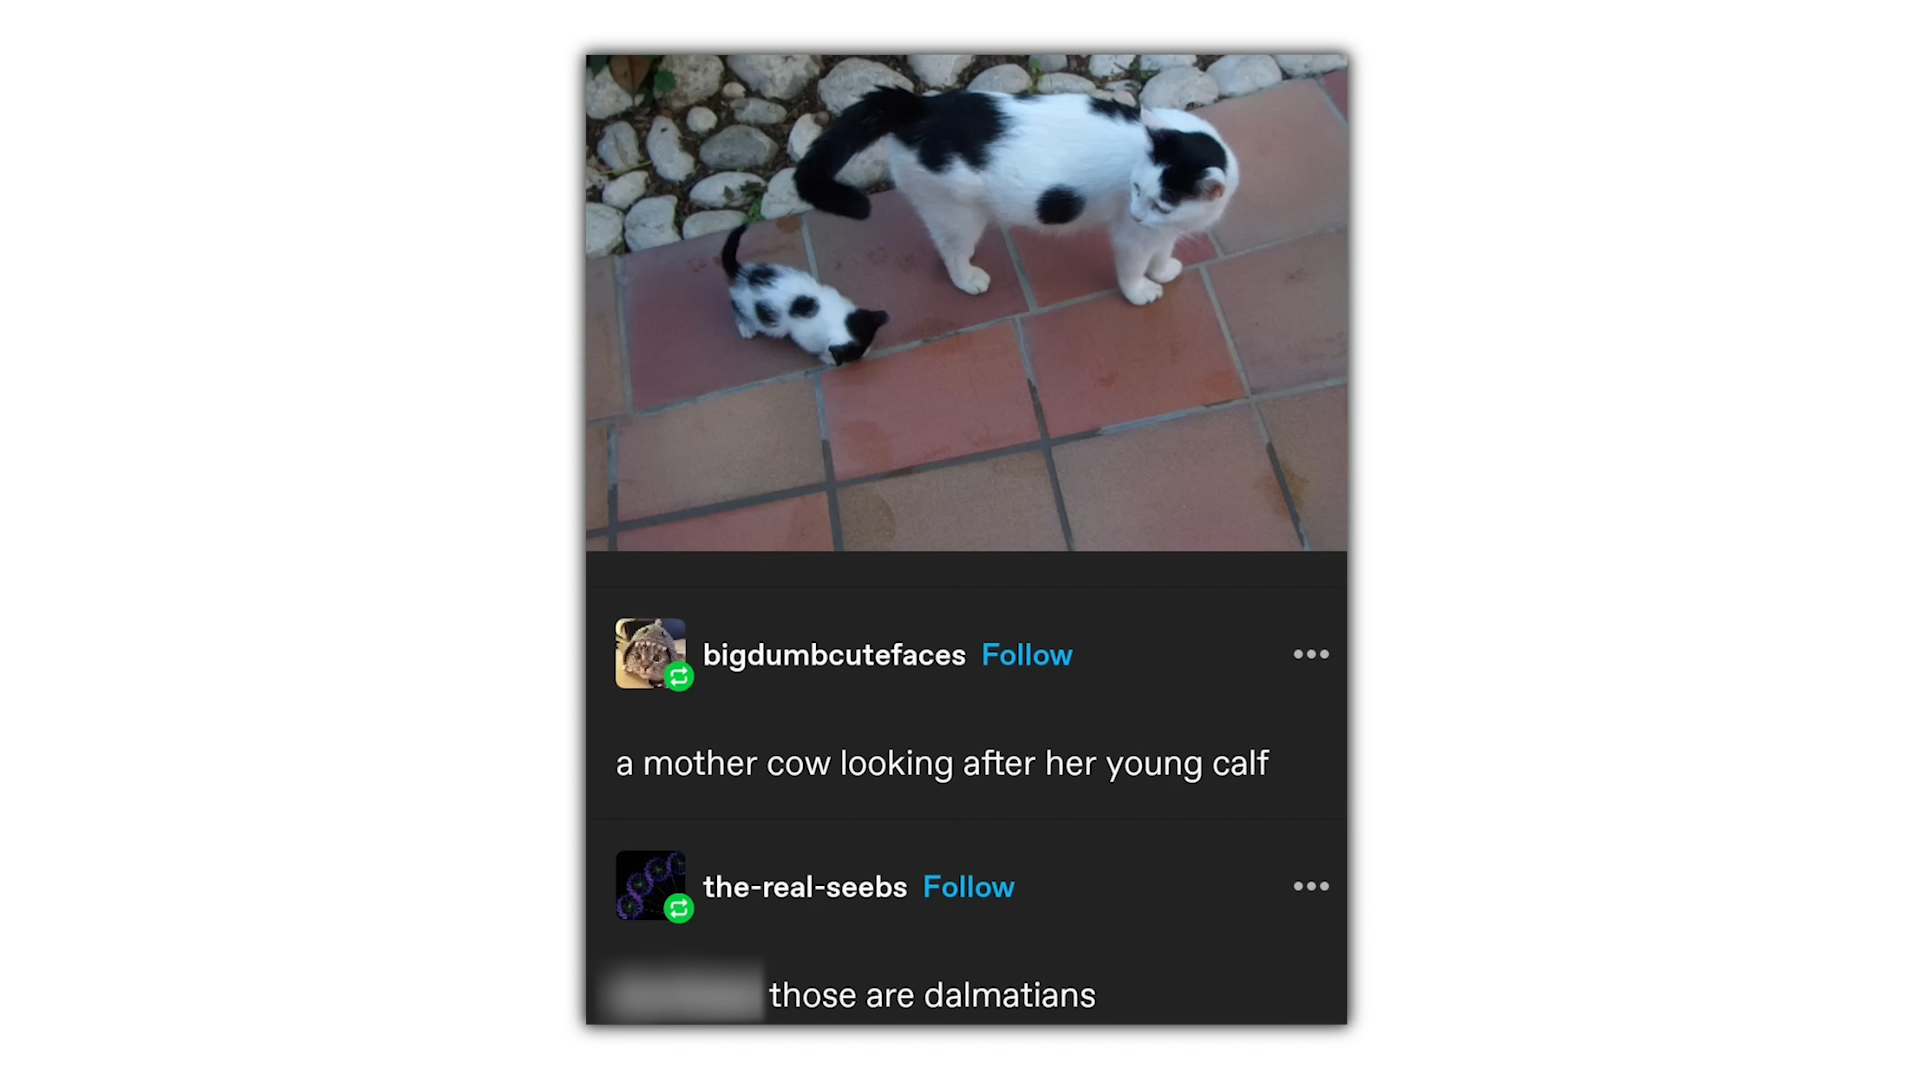 bigdumbcutefaces Follow
a mother cow looking after her young calf
the-real-seebs Follow
those are dalmatians